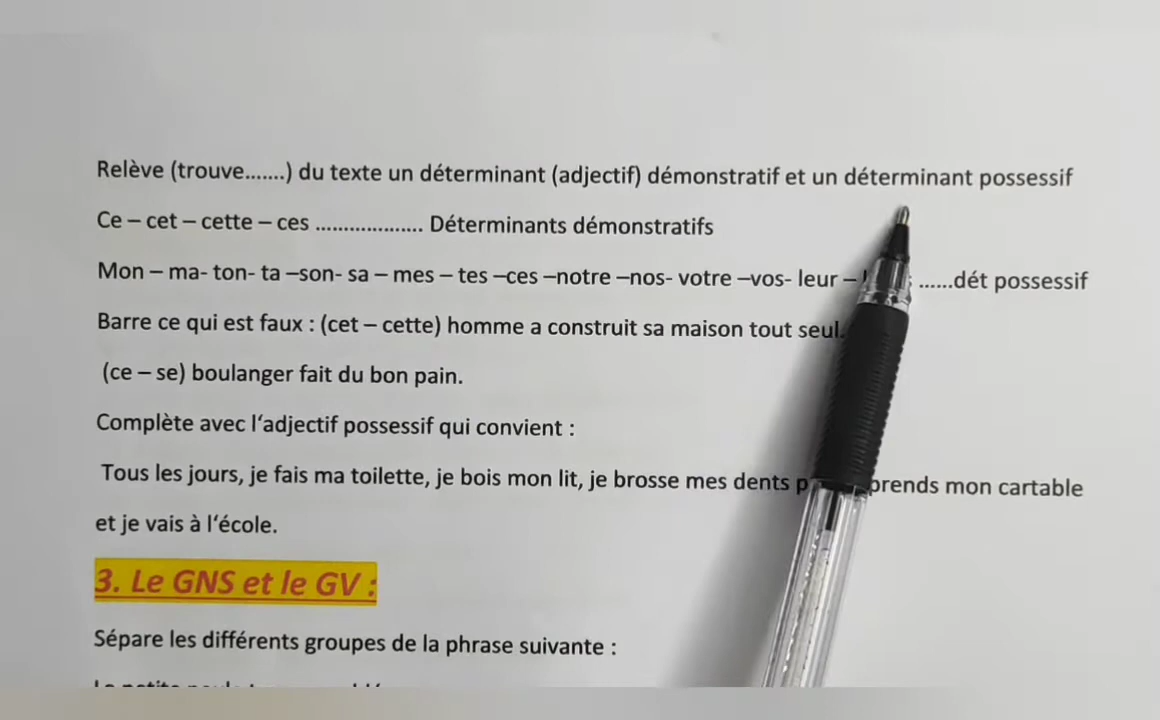 Relève (trouve.......) du texte un déterminant (adjectif) démonstratif et un déterminant possessif
Ce – cet – cette – ces ................... Déterminants démonstratifs
Mon – ma- ton- ta –son- sa – mes – tes –ces –notre –nos- votre –vos- leur – ......dét possessif
Barre ce qui est faux : (cet – cette) homme a construit sa maison tout seul.
(ce – se) boulanger fait du bon pain.
Complète avec l'adjectif possessif qui convient :
Tous les jours, je fais ma toilette, je bois mon lit, je brosse mes dents prends mon cartable
et je vais à l'école.
3. Le GNS et le GV :
Sépare les différents groupes de la phrase suivante :